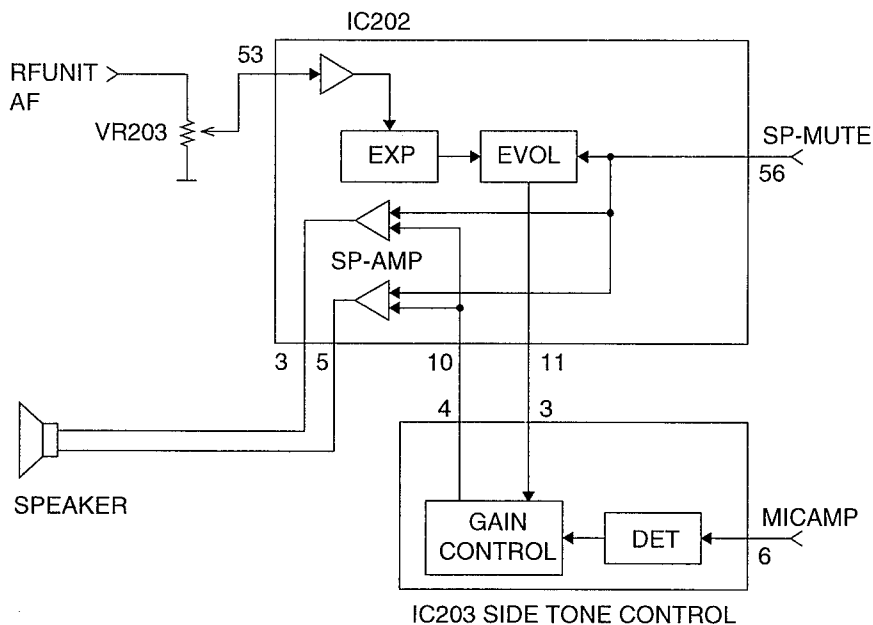 IC202
53
RFUNIT
AF
VR203
EXP
EVOL
SP-MUTE
56
SP-AMP
3
5
10
11
4
3
SPEAKER
GAIN
CONTROL
DET
MICAMP
6
IC203 SIDE TONE CONTROL